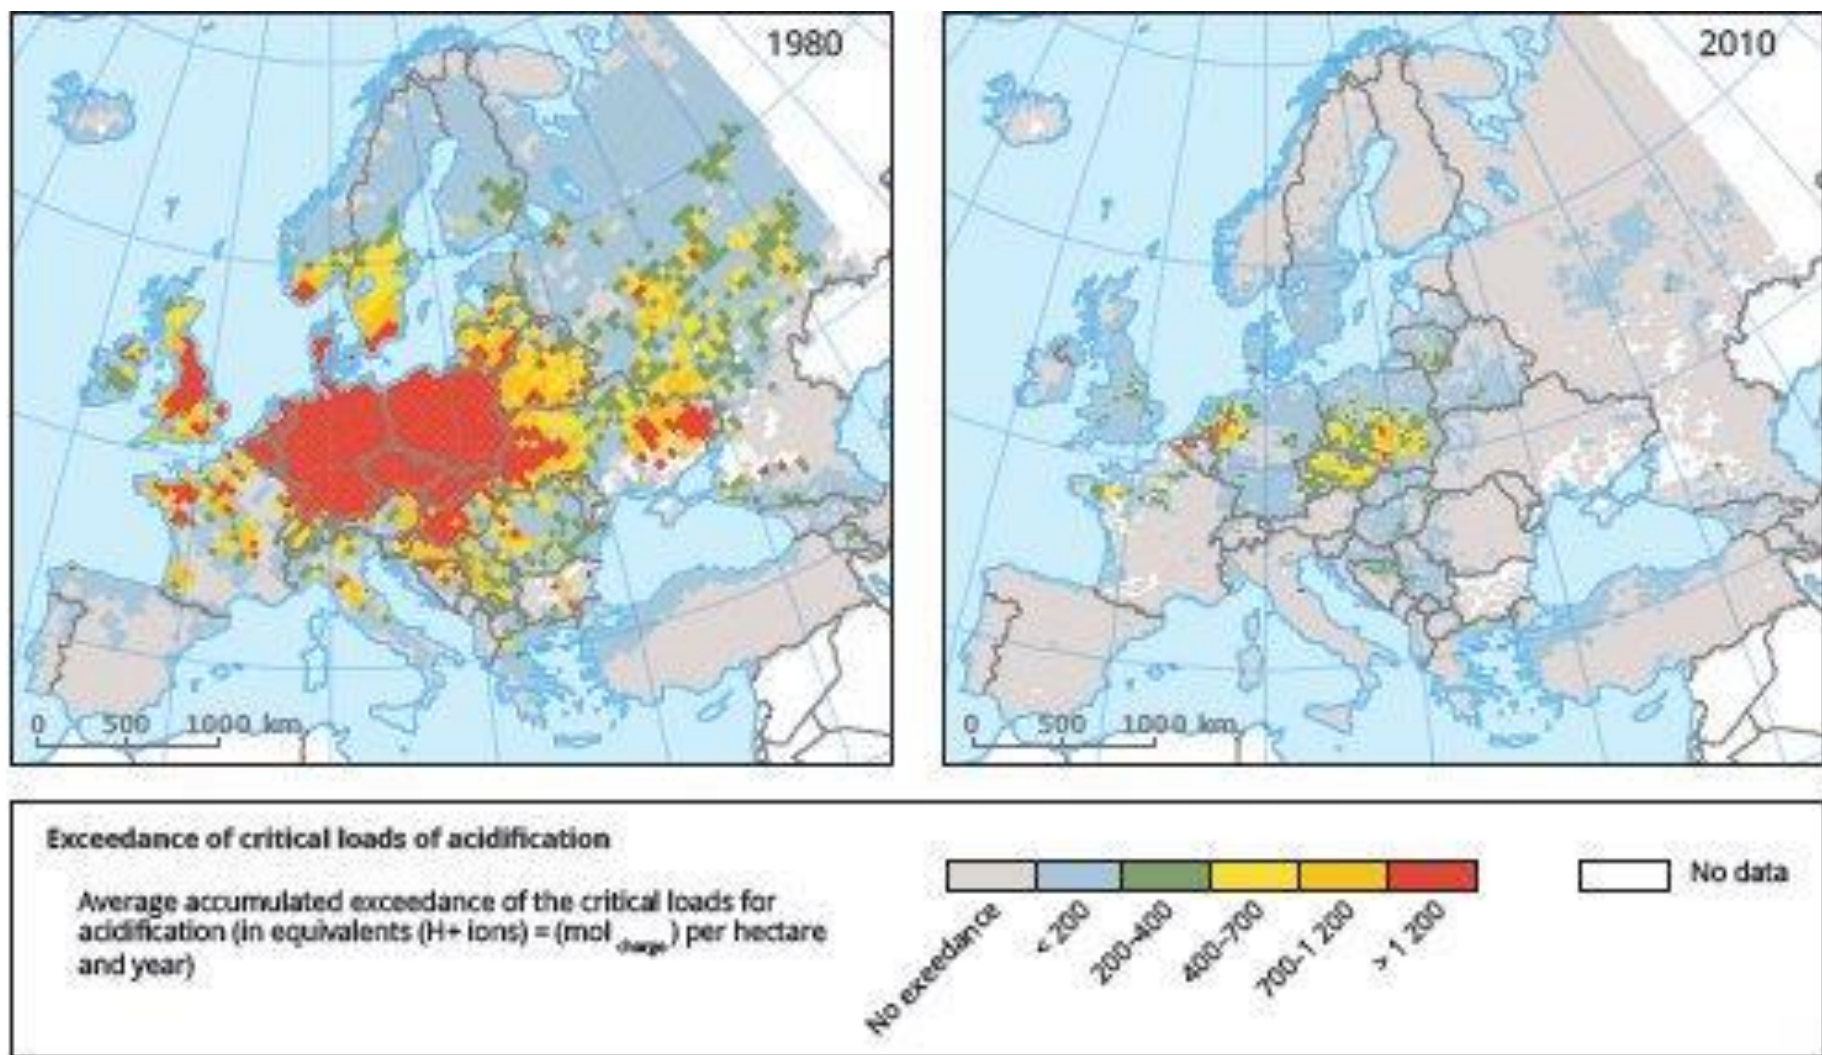 1980
2010
0 500 1000 km
0 500 1000 km
Exceedance of critical loads of acidification
Average accumulated exceedance of the critical loads for
acidification (in equivalents (H+ ions) = (mol charge) per hectare
and year)
No exeedance
< 200
200-400
400-700
700-1 200
> 1 200
No data